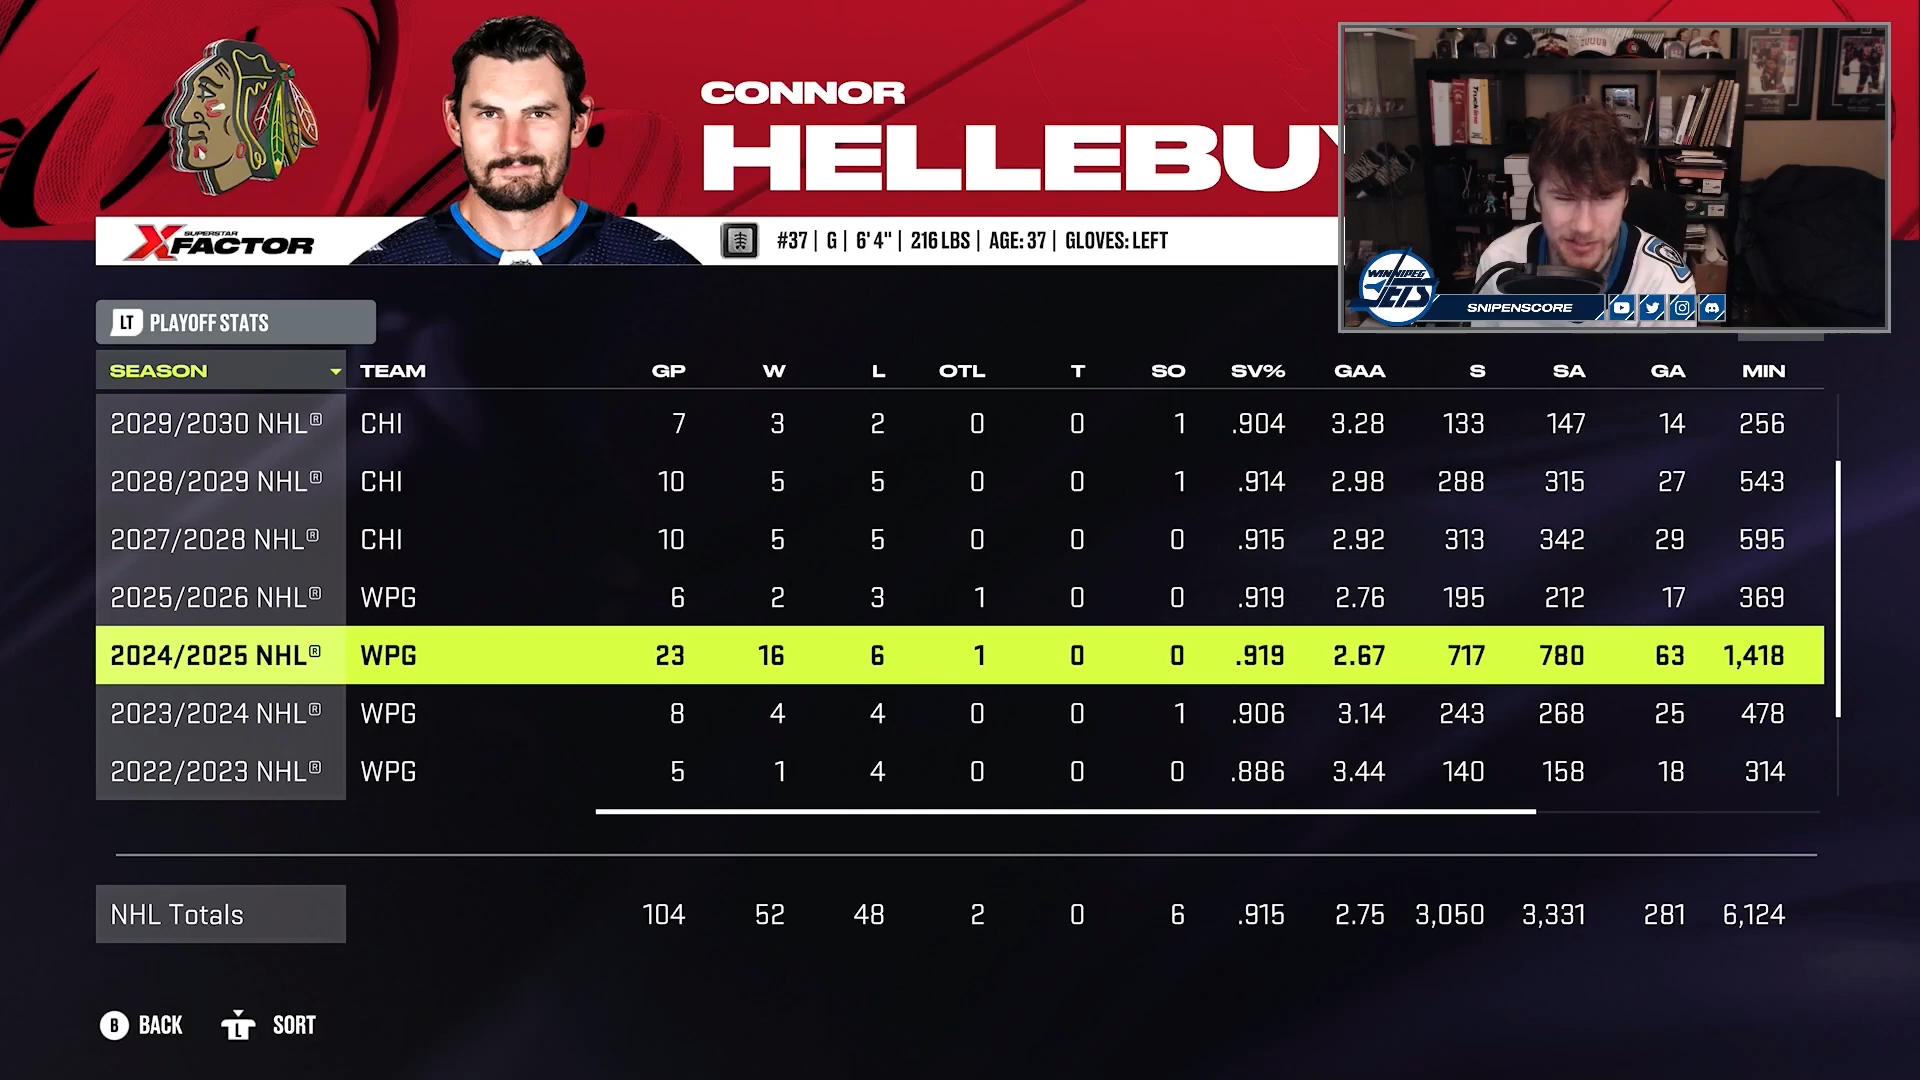 CONNOR
HELLEBUY
SUPERSTAR
XFACTOR
#37 | G | 6' 4" | 216 LBS | AGE: 37 | GLOVES: LEFT
WINNIPEG
JETS
SNIPENSCORE
LT PLAYOFF STATS
SEASON TEAM GP W L OTL T SO SV% GAA S SA GA MIN
2029/2030 NHL® CHI 7 3 2 0 0 1 .904 3.28 133 147 14 256
2028/2029 NHL® CHI 10 5 5 0 0 1 .914 2.98 288 315 27 543
2027/2028 NHL® CHI 10 5 5 0 0 0 .915 2.92 313 342 29 595
2025/2026 NHL® WPG 6 2 3 1 0 0 .919 2.76 195 212 17 369
2024/2025 NHL® WPG 23 16 6 1 0 0 .919 2.67 717 780 63 1,418
2023/2024 NHL® WPG 8 4 4 0 0 1 .906 3.14 243 268 25 478
2022/2023 NHL® WPG 5 1 4 0 0 0 .886 3.44 140 158 18 314
NHL Totals 104 52 48 2 0 6 .915 2.75 3,050 3,331 281 6,124
B BACK L SORT